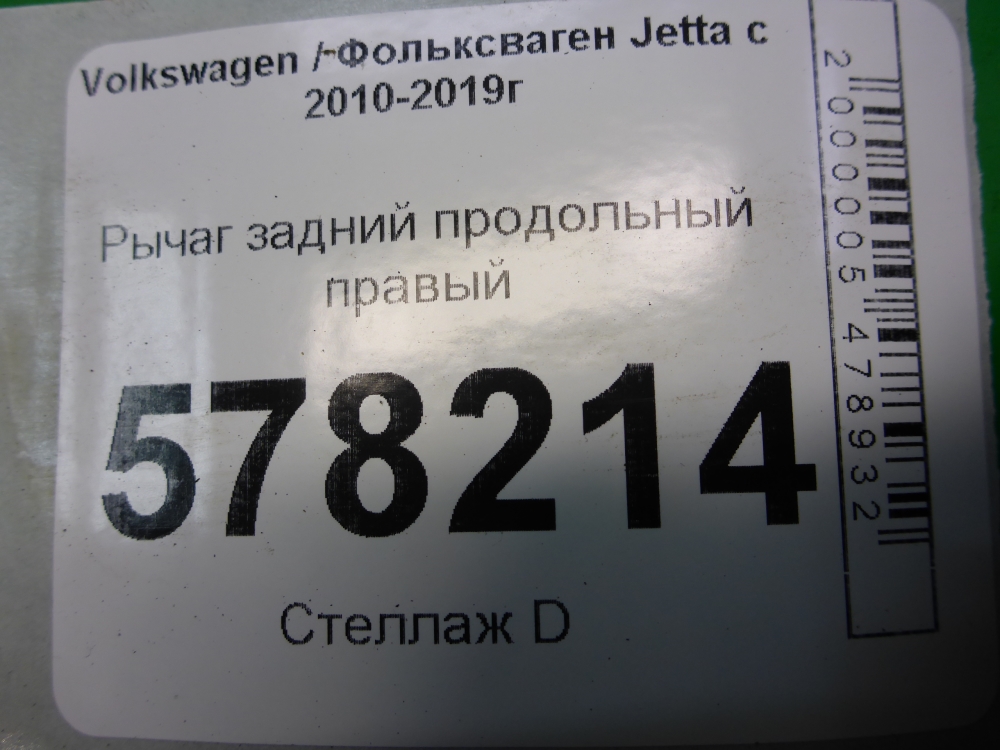 Volkswagen /-Фольксваген Jetta с
2010-2019г
Рычаг задний продольный
правый
578214
Стеллаж D
2000005478932